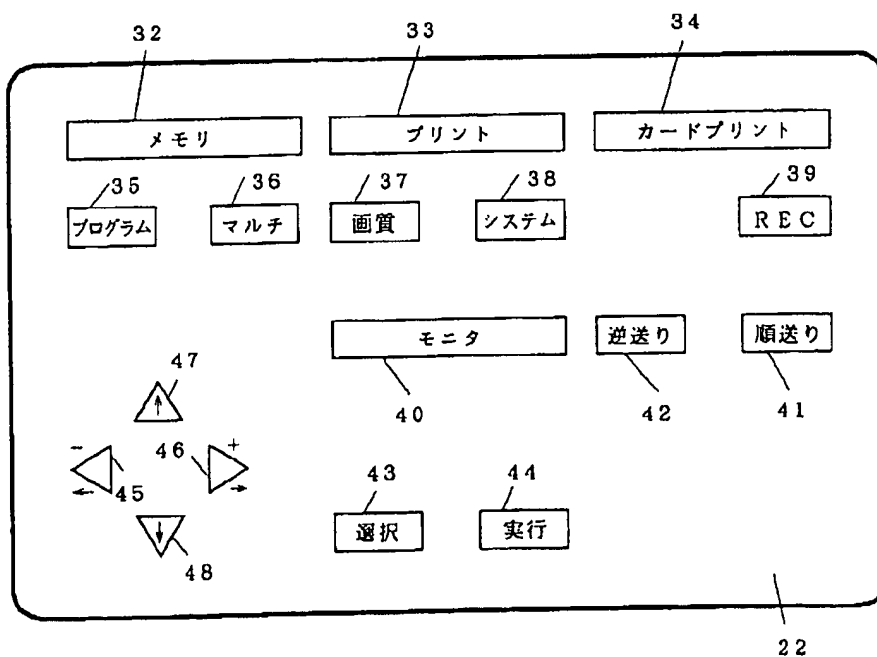 32 33 34
メモリ プリント カードプリント
35 36 37 38 39
プログラム マルチ 画質 システム REC
モニタ 逆送り 順送り
40 42 41
47
↑
- 46 +
← 45 →
43 44
選択 実行
↓
48
22